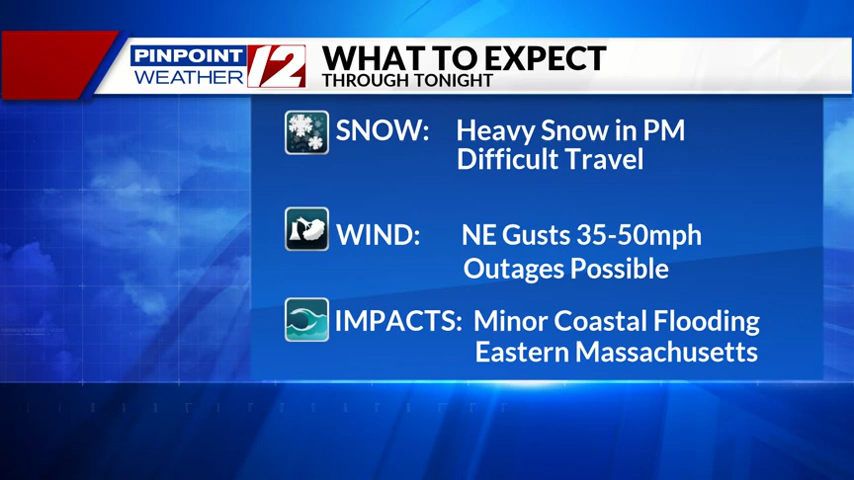 PINPOINT
WEATHER 12
WHAT TO EXPECT
THROUGH TONIGHT
SNOW: Heavy Snow in PM
Difficult Travel
WIND: NE Gusts 35-50mph
Outages Possible
IMPACTS: Minor Coastal Flooding
Eastern Massachusetts